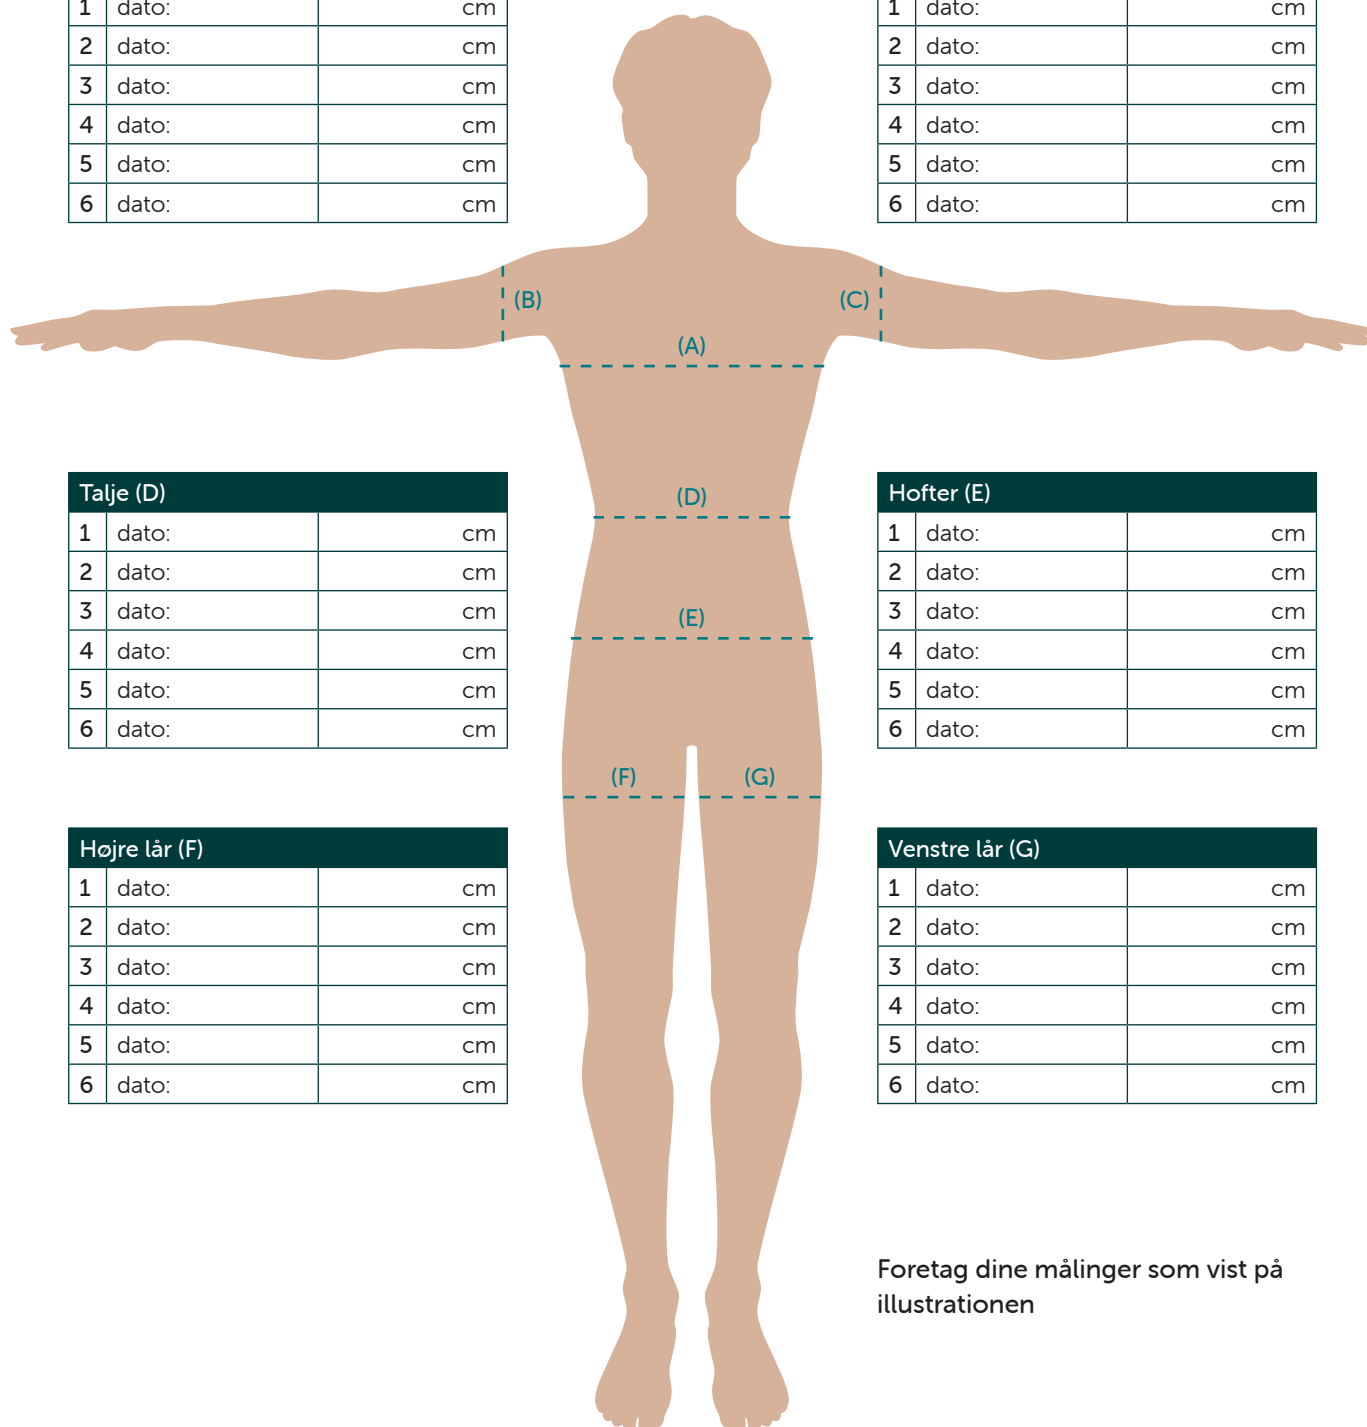 1 dato: cm
2 dato: cm
3 dato: cm
4 dato: cm
5 dato: cm
6 dato: cm
1 dato: cm
2 dato: cm
3 dato: cm
4 dato: cm
5 dato: cm
6 dato: cm
(B)
(C)
(A)
(D)
(E)
(F)
(G)
Talje (D)
1 dato: cm
2 dato: cm
3 dato: cm
4 dato: cm
5 dato: cm
6 dato: cm
Hofter (E)
1 dato: cm
2 dato: cm
3 dato: cm
4 dato: cm
5 dato: cm
6 dato: cm
Højre lår (F)
1 dato: cm
2 dato: cm
3 dato: cm
4 dato: cm
5 dato: cm
6 dato: cm
Venstre lår (G)
1 dato: cm
2 dato: cm
3 dato: cm
4 dato: cm
5 dato: cm
6 dato: cm
Foretag dine målinger som vist på
illustrationen